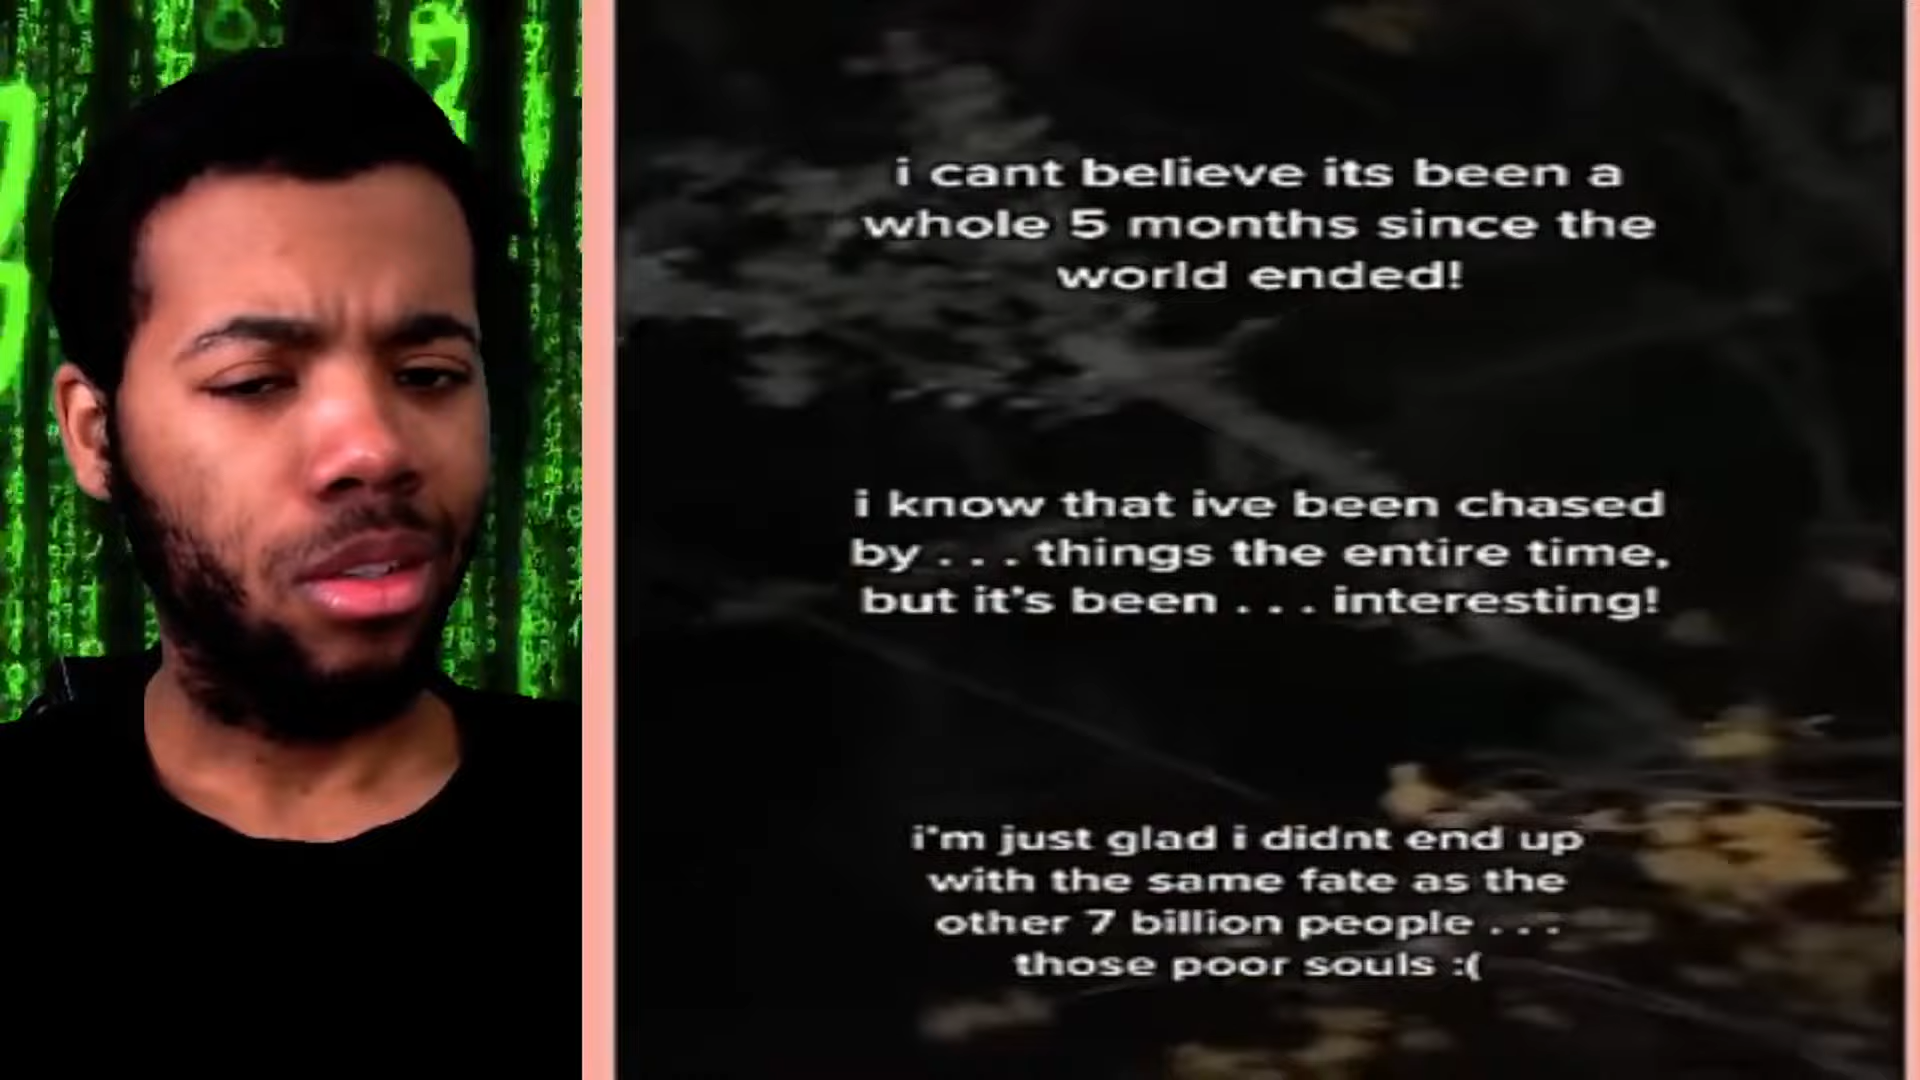 i cant believe its been a
whole 5 months since the
world ended!
i know that ive been chased
by . . . things the entire time,
but it's been . . . interesting!
i'm just glad i didnt end up
with the same fate as the
other 7 billion people . . .
those poor souls :(